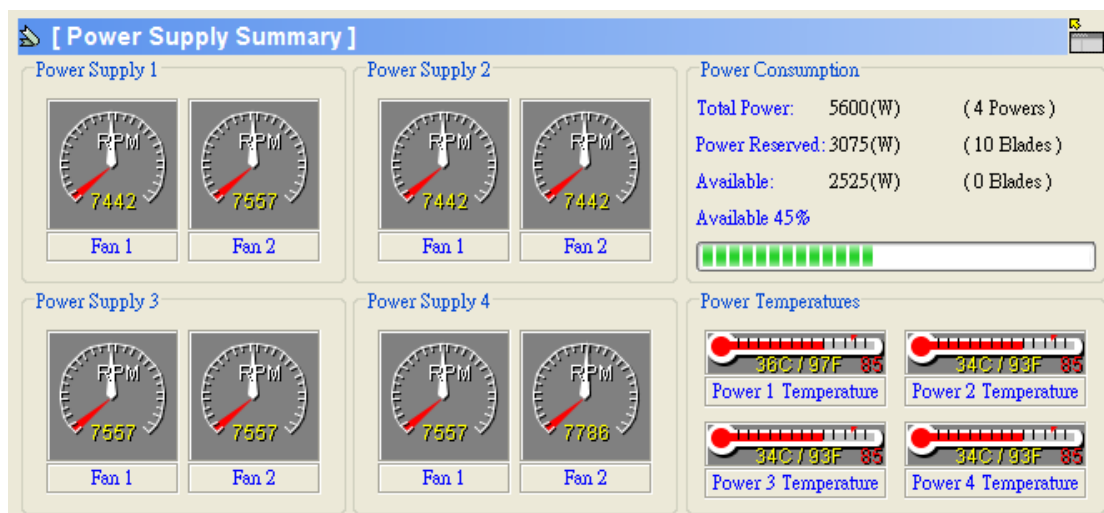 [ Power Supply Summary ]
Power Supply 1
RPM
7442
RPM
7557
Fan 1
Fan 2
Power Supply 2
RPM
7442
RPM
7442
Fan 1
Fan 2
Power Consumption
Total Power: 5600(W) ( 4 Powers )
Power Reserved: 3075(W) ( 10 Blades )
Available: 2525(W) ( 0 Blades )
Available 45%
Power Supply 3
RPM
7557
RPM
7557
Fan 1
Fan 2
Power Supply 4
RPM
7557
RPM
7786
Fan 1
Fan 2
Power Temperatures
36C / 97F 85
Power 1 Temperature
34C / 93F 85
Power 2 Temperature
34C / 93F 85
Power 3 Temperature
34C / 93F 85
Power 4 Temperature